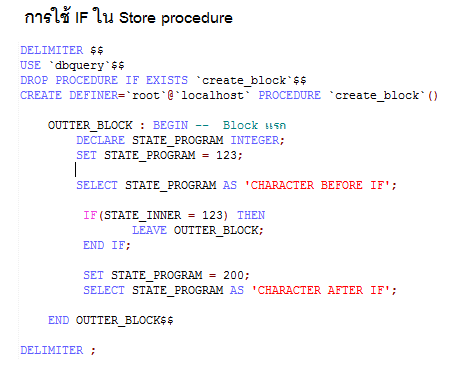 การใช้ IF ใน Store procedure
DELIMITER $$
USE `dbquery`$$
DROP PROCEDURE IF EXISTS `create_block`$$
CREATE DEFINER=`root`@`localhost` PROCEDURE `create_block`()
OUTTER_BLOCK : BEGIN -- Block แรก
DECLARE STATE_PROGRAM INTEGER;
SET STATE_PROGRAM = 123;
SELECT STATE_PROGRAM AS 'CHARACTER BEFORE IF';
IF(STATE_INNER = 123) THEN
LEAVE OUTTER_BLOCK;
END IF;
SET STATE_PROGRAM = 200;
SELECT STATE_PROGRAM AS 'CHARACTER AFTER IF';
END OUTTER_BLOCK$$
DELIMITER ;